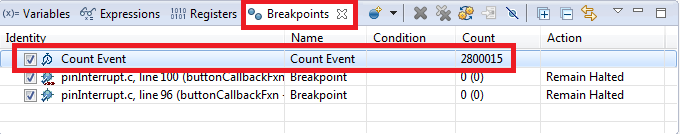 (x)= Variables Expressions Registers Breakpoints
Identity Name Condition Count Action
Count Event Count Event 2800015
pinInterrupt.c, line 100 (buttonCallbackFxn - Breakpoint 0 (0) Remain Halted
pinInterrupt.c, line 96 (buttonCallbackFxn - Breakpoint 0 (0) Remain Halted